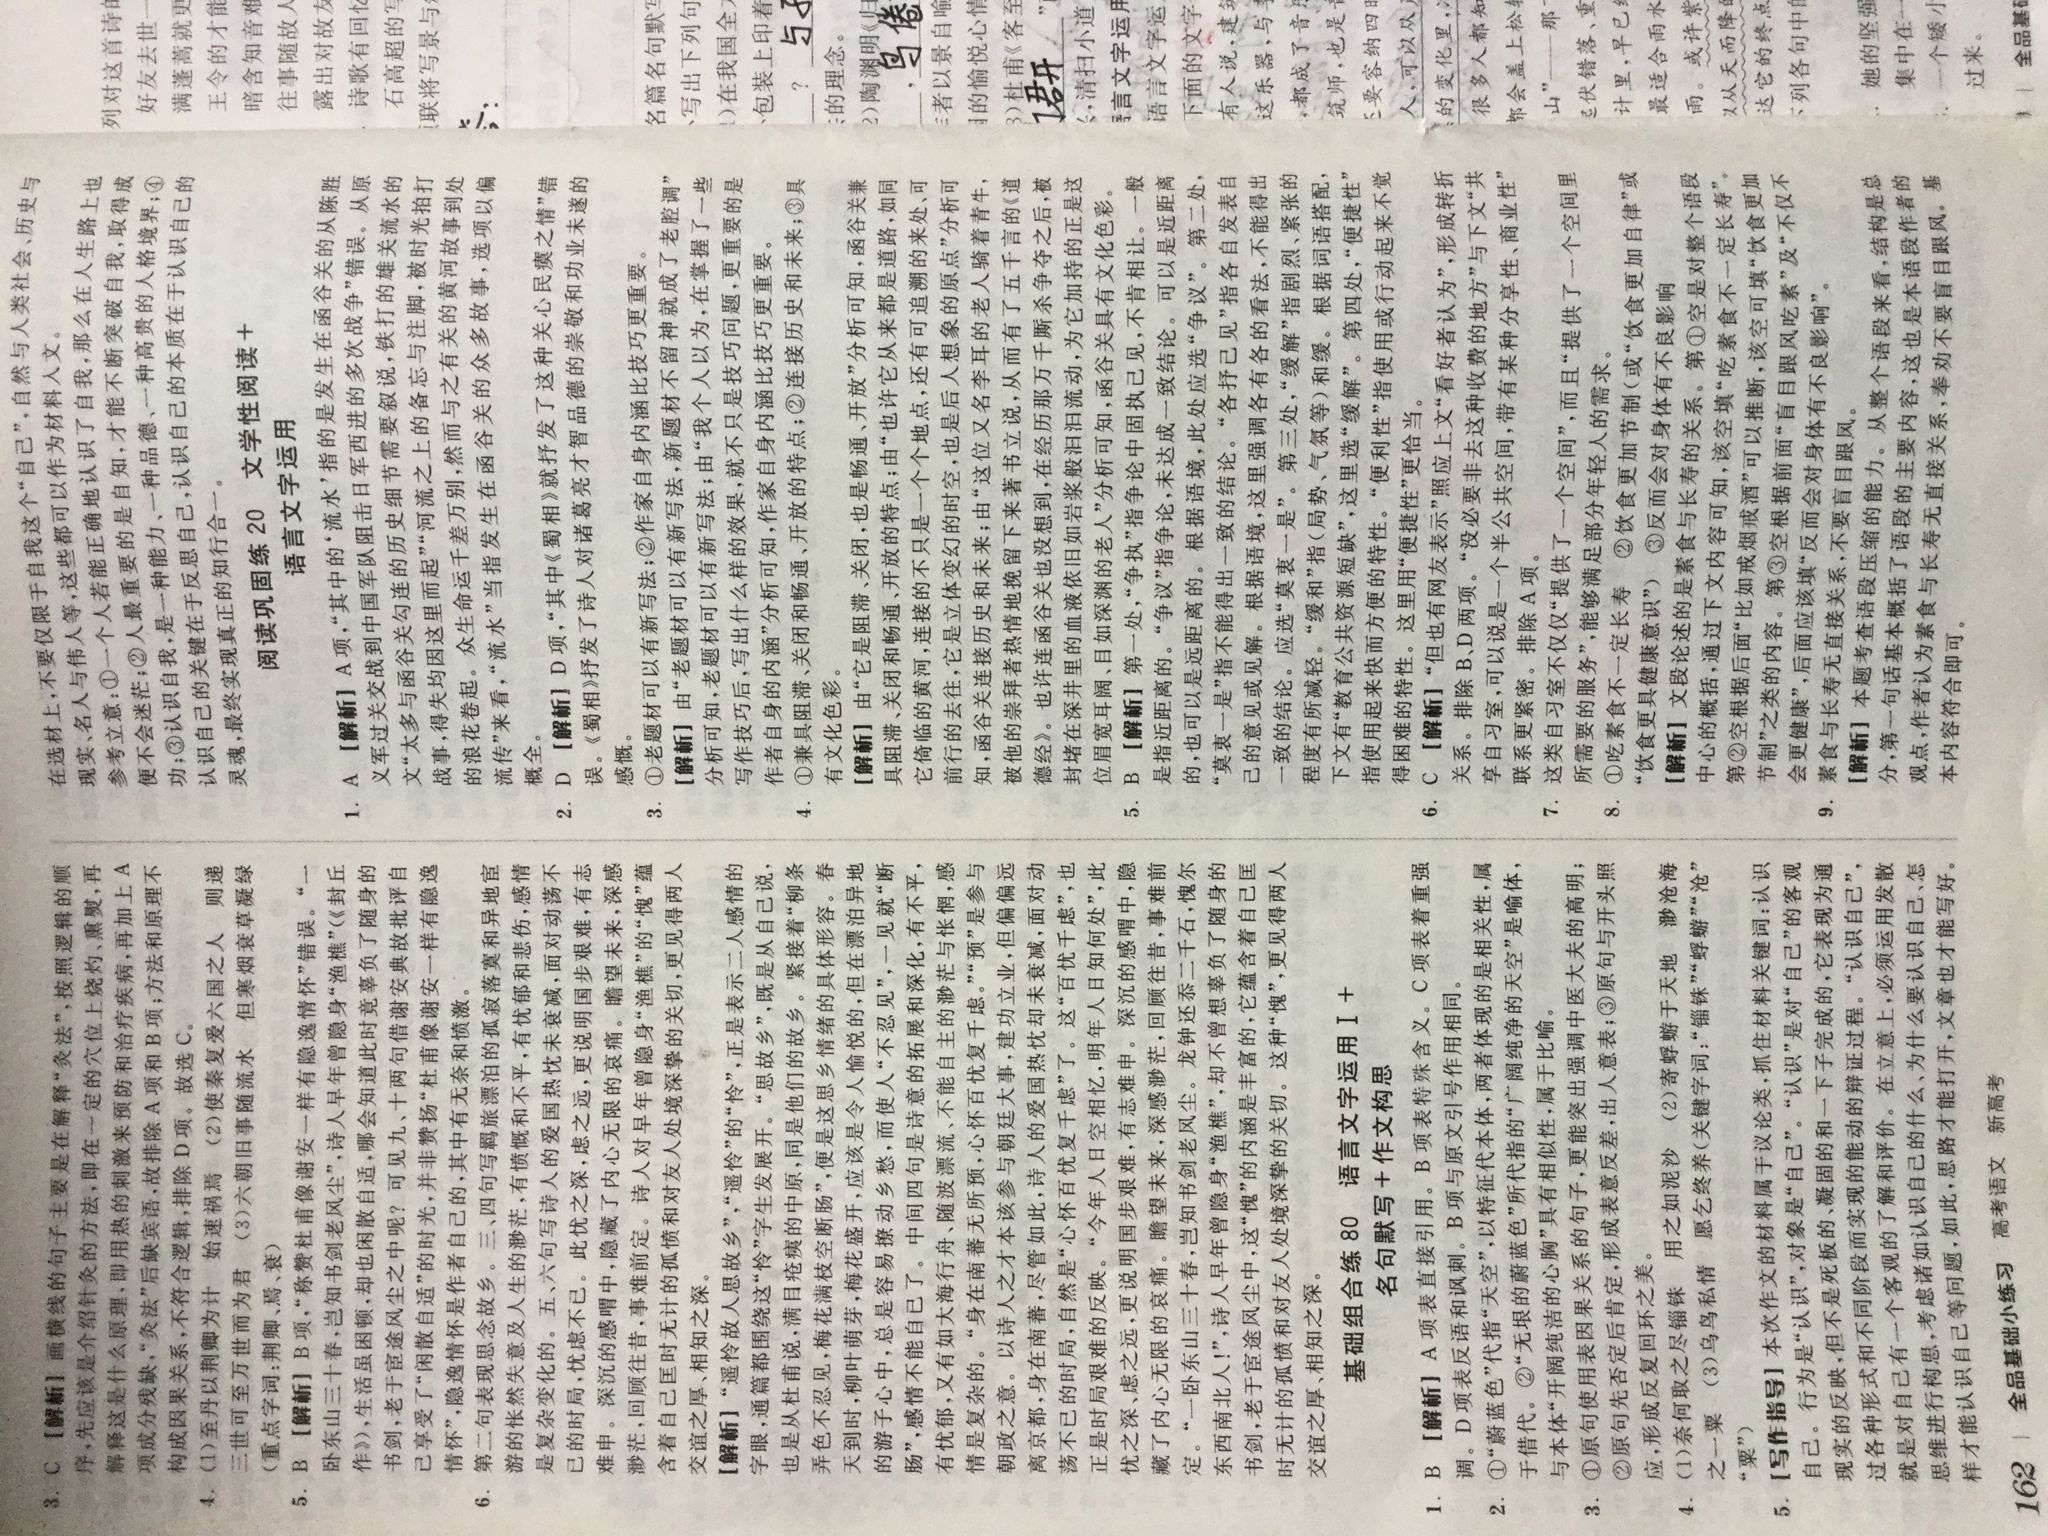 3. C 【解析】画横线的句子主要是在解释“灸法”,按照逻辑的顺
序,先应该是介绍针灸的方法,即在一定的穴位上烧灼、熏熨,再
解释这是什么原理,即用热的刺激来预防和治疗疾病,再加上A
项成分残缺,“灸法”后缺宾语,故排除A项和B项;方法和原理不
构成因果关系,不符合逻辑,排除D项。故选C。
4. (1)至丹以荆卿为计 始速祸焉 (2)使秦复爱六国之人 则递
三世可至万世而为君 (3)六朝旧事随流水 但寒烟衰草凝绿
(重点字词:荆卿、焉、衰)
5. B 【解析】B项,“称赞杜甫像谢安一样有隐逸情怀”错误。“一
卧东山三十春,岂知书剑老风尘”,诗人早年曾隐身“渔樵”(《封丘
作》),生活虽困顿,却也闲散自适,哪会知道此时竟辜负了随身的
书剑,老于宦途风尘之中呢?可见九、十两句借谢安典故批评自
己享受了“闲散自适”的时光,并非赞扬“杜甫像谢安一样有隐逸
情怀”,隐逸情怀是作者自己的,其中有无奈和愤激。
6. 第二句表现思念故乡。三、四句写羁旅漂泊的孤寂落寞和异地宦
游的怅然失意及人生的渺茫,有愤慨和不平,有忧郁和悲伤,感情
是复杂变化的。五、六句写诗人的爱国热忱未衰减,面对动荡不
已的时局,忧虑不已。此忧之深,虑之远,更说明国步艰难,有志
难申。深沉的感喟中,隐藏了内心无限的哀痛。瞻望未来,深感
渺茫,回顾往昔,事难前定。诗人对早年曾隐身“渔樵”的“愧”蕴
含着自己匡时无计的孤愤和对友人处境深挚的关切,更见得两人
交谊之厚、相知之深。
【解析】“遥怜故人思故乡”,“遥怜”的“怜”,正是表示二人感情的
字眼,通篇都围绕这“怜”字生发展开。“思故乡”,既是从自己说,
也是从杜甫说,满目疮痍的中原,同是他们的故乡。紧接着“柳条
弄色不忍见,梅花满枝空断肠”,便是这思乡情绪的具体形容。春
天到时,柳叶萌芽,梅花盛开,应该是令人愉悦的,但在漂泊异地
的游子心中,总是容易撩动乡愁,而使人“不忍见”,一见就“断
肠”,感情不能自已了。中间四句是诗意的拓展和深化,有不平,
有忧郁,又有如大海行舟、随波漂流、不能自主的渺茫与怅惘,感
情是复杂的。“身在南蕃无所预,心怀百忧复千虑。”“预”是参与
朝政之意。以诗人之才本该参与朝廷大事,建功立业,但偏偏远
离京都,身在南蕃,尽管如此,诗人的爱国热忱却未衰减,面对动
荡不已的时局,自然是“心怀百忧复千虑”了。这“百忧千虑”,也
正是时局艰难的反映。“今年人日空相忆,明年人日知何处”,此
忧之深、虑之远,更说明国步艰难,有志难申。深沉的感喟中,隐
藏了内心无限的哀痛。瞻望未来,深感渺茫,回顾往昔,事难前
定。“一卧东山三十春,岂知书剑老风尘。龙钟还忝二千石,愧尔
东西南北人!”,诗人早年曾隐身“渔樵”,却不曾想辜负了随身的
书剑,老于宦途风尘中,这“愧”的内涵是丰富的,它蕴含着自己匡
时无计的孤愤和对友人处境深挚的关切。这种“愧”,更见得两人
交谊之厚、相知之深。
基础组合练80 语言文字运用Ⅰ+
名句默写+作文构思
1. B 【解析】A项表直接引用。B项表特殊含义。C项表着重强
调。D项表反语和讽刺。B项与原文引号作用相同。
2. ①“蔚蓝色”代指“天空”,以特征代本体,两者体现的是相关性,属
于借代。②“无垠的蔚蓝色”所代指的“广阔纯净的天空”是喻体,
与本体“开阔纯洁的心胸”具有相似性,属于比喻。
3. ①原句使用表因果关系的句子,更能突出强调中医大夫的高明;
②原句先否定后肯定,形成表意反差,出人意表;③原句与开头照
应,形成反复回环之美。
4. (1)奈何取之尽锱铢 用之如泥沙 (2)寄蜉蝣于天地 渺沧海
之一粟 (3)乌鸟私情 愿乞终养(关键字词:“锱铢”“蜉蝣”“沧”
“粟”)
5. 【写作指导】本次作文的材料属于议论类,抓住材料关键词:认识
自己。行为是“认识”,对象是“自己”。“认识”是对“自己”的客观
现实的反映,但不是死板的、凝固的和一下子完成的,它表现为通
过各种形式和不同阶段而实现的能动的辩证过程。“认识自己”,
就是对自己有一个客观的了解和评价。在立意上,必须运用发散
思维进行构思,考虑诸如认识自己的什么、为什么要认识自己、怎
样才能认识自己等问题,如此,思路才能打开,文章也才能写好。
162 | 全品基础小练习 高考语文 新高考
在选材上,不要仅限于自我这个“自己”,自然与人类社会、历史与
现实、名人与伟人等,这些都可以作为材料入文。
参考立意:①一个人若能正确地认识了自我,那么在人生路上也
便不会迷茫;②人最重要的是自知,才能不断突破自我,取得成
功;③认识自我,是一种能力、一种品德、一种高贵的人格境界;④
认识自己的关键在于反思自己,认识自己的本质在于认识自己的
灵魂,最终实现真正的知行合一。
阅读巩固练20 文学性阅读+
语言文字运用
1. A 【解析】A项,“其中的‘流水’指的是发生在函谷关的从陈胜
义军过关交战到中国军队阻击日军西进的多次战争”错误。从原
文“太多与函谷关勾连的历史细节需要叙说,铁打的雄关流水的
战事,得失均因这里而起”“河流之上的备忘与注脚,被时光拍打
的浪花卷起。众生命运千差万别,然而与之有关的黄河故事到处
流传”来看,“流水”当指发生在函谷关的众多故事,选项以偏
概全。
2. D 【解析】D项,“其中《蜀相》就抒发了这种关心民瘼之情”错
误。《蜀相》抒发了诗人对诸葛亮才智品德的崇敬和功业未遂的
感慨。
3. ①老题材可以有新写法;②作家自身内涵比技巧更重要。
【解析】由“老题材可以有新写法,新题材不留神就成了老腔调”
分析可知,老题材可以有新写法;由“我个人以为,在掌握了一些
写作技巧后,写出什么样的效果,就不只是技巧问题,更重要的是
作者自身的内涵”分析可知,作家自身内涵比技巧更重要。
4. ①兼具阻滞、关闭和畅通、开放的特点;②连接历史和未来;③具
有文化色彩。
【解析】由“它是阻滞、关闭,也是畅通、开放”分析可知,函谷关兼
具阻滞、关闭和畅通、开放的特点;由“也许它从来都是道路,如同
它倚临的黄河,连接的不只是一个个地点,还有可追溯的来处、可
前行的去往,它是立体变幻的时空,也是后人想象的原点”分析可
知,函谷关连接历史和未来;由“这位又名李耳的老人骑着青牛,
被他的崇拜者热情地挽留下来著书立说,从而有了五千言的《道
德经》。也许连函谷关也没想到,在经历那万千厮杀争夺之后,被
封堵在深井里的血液依旧如岩浆般汩汩流动,为它加持的正是这
位眉宽耳阔、目如深渊的老人”分析可知,函谷关具有文化色彩。
5. B 【解析】第一处,“争执”指争论中固执己见,不肯相让。一般
是指近距离的。“争议”指争论,未达成一致结论。可以是近距离
的,也可以是远距离的。根据语境,此处应选“争议”。第二处,
“莫衷一是”指不能得出一致的结论。“各抒己见”指各自发表自
己的意见或见解。根据语境,这里强调各有各的看法,不能得出
一致的结论。应选“莫衷一是”。第三处,“缓解”指剧烈、紧张的
程度有所减轻。“缓和”指(局势、气氛等)和缓。根据词语搭配,
下文有“教育公共资源短缺”,这里选“缓解”。第四处,“便捷性”
指使用起来快而方便的特性。“便利性”指使用或行动起来不觉
得困难的特性。这里用“便捷性”更恰当。
6. C 【解析】“但也有网友表示”照应上文“看好者认为”,形成转折
关系。排除B、D两项。“没必要非去这种收费的地方”与下文“共
享自习室,可以说是一个半公共空间,带有某种分享性、商业性”
联系更紧密。排除A项。
7. 这类自习室不仅仅“提供了一个空间”,而且“提供了一个空间里
所需要的服务”,能够满足部分年轻人的需求。
8. ①吃素食不一定长寿 ②饮食更加节制(或“饮食更加自律”或
“饮食更具健康意识”) ③反而会对身体有不良影响
【解析】文段论述的是素食与长寿的关系。第①空是对整个语段
中心的概括,通过下文内容可知,该空填“吃素食不一定长寿”。
第②空根据后面“比如戒烟戒酒”可以推断,该空可填“饮食更加
节制”之类的内容。第③空根据前面“盲目跟风吃素”及“不仅不
会更健康”,后面应该填“反而会对身体有不良影响”。
9. 素食与长寿无直接关系,不要盲目跟风。
【解析】本题考查语段压缩的能力。从整个语段来看,结构是总
分,第一句话基本概括了语段的主要内容,这也是本语段作者的
观点,作者认为素食与长寿无直接关系,奉劝不要盲目跟风。基
本内容符合即可。
列对这首诗的
好友去世一
满蓬蒿就更
王令的才能
暗含知音难
往事随故人
露出对故友
诗歌有回忆
石高超的写
联将写景与
名篇名句默写
写出下列句
)在我国全
包装上印着
? 与子
的理念。
2)陶渊明《归
, 鸟倦
者以景自喻
的愉悦心情
3)杜甫《客至
群开 ”
,清扫小道
语言文字运用
语言文字运
下面的文字
有人说,建筑
这乐器,与
,都成了音乐
筑师,也是音
还要容纳四时
人,可以从
的变化里,
很多人都知
都会盖上松软
山”——那
起伏错落、重
计里,早已经
最适合雨水
雨。或许紫
以从天而降的
达它的终点
下列各句中的
她的坚强
集中在一
一个矮小
过来。
| 全品基础